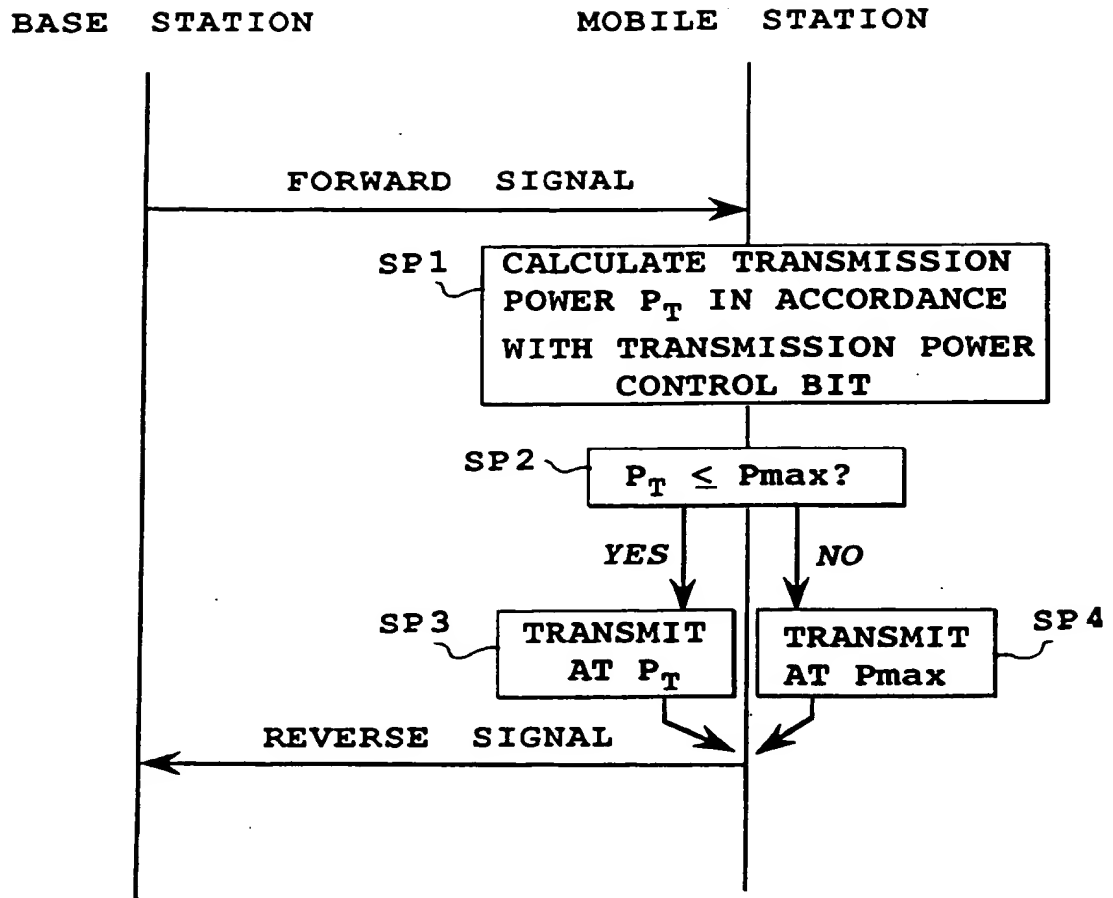 BASE STATION
MOBILE STATION
FORWARD SIGNAL
SP1
CALCULATE TRANSMISSION
POWER PT IN ACCORDANCE
WITH TRANSMISSION POWER
CONTROL BIT
SP2
PT ≤ Pmax?
YES
NO
SP3
TRANSMIT
AT PT
TRANSMIT
AT Pmax
SP4
REVERSE SIGNAL